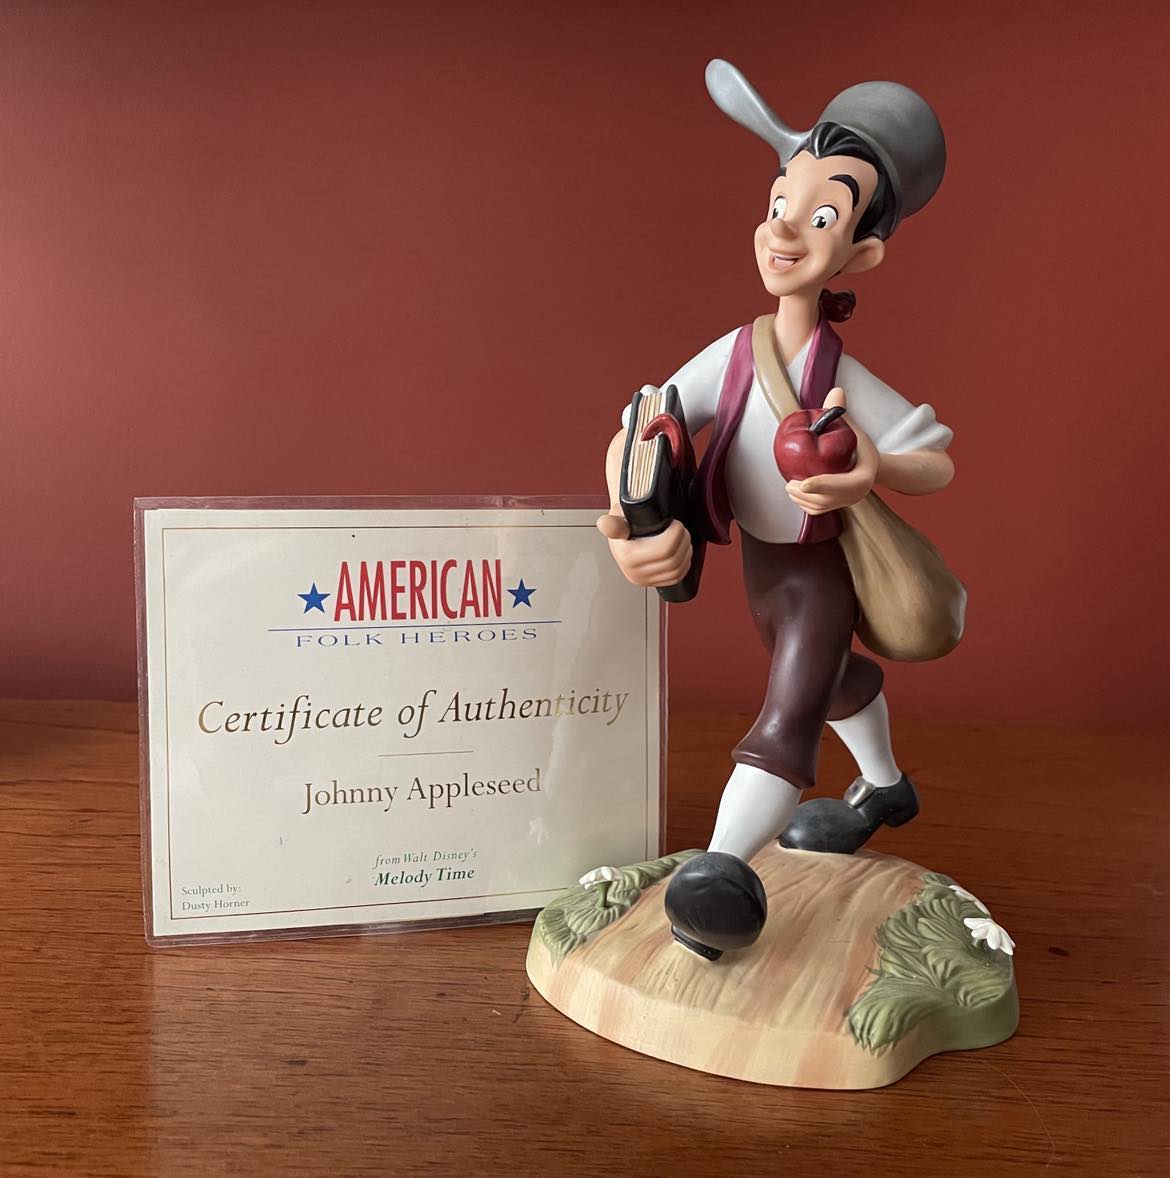 AMERICAN
FOLK HEROES
Certificate of Authenticity
Johnny Appleseed
from Walt Disney's
Melody Time
Sculpted by:
Dusty Horner